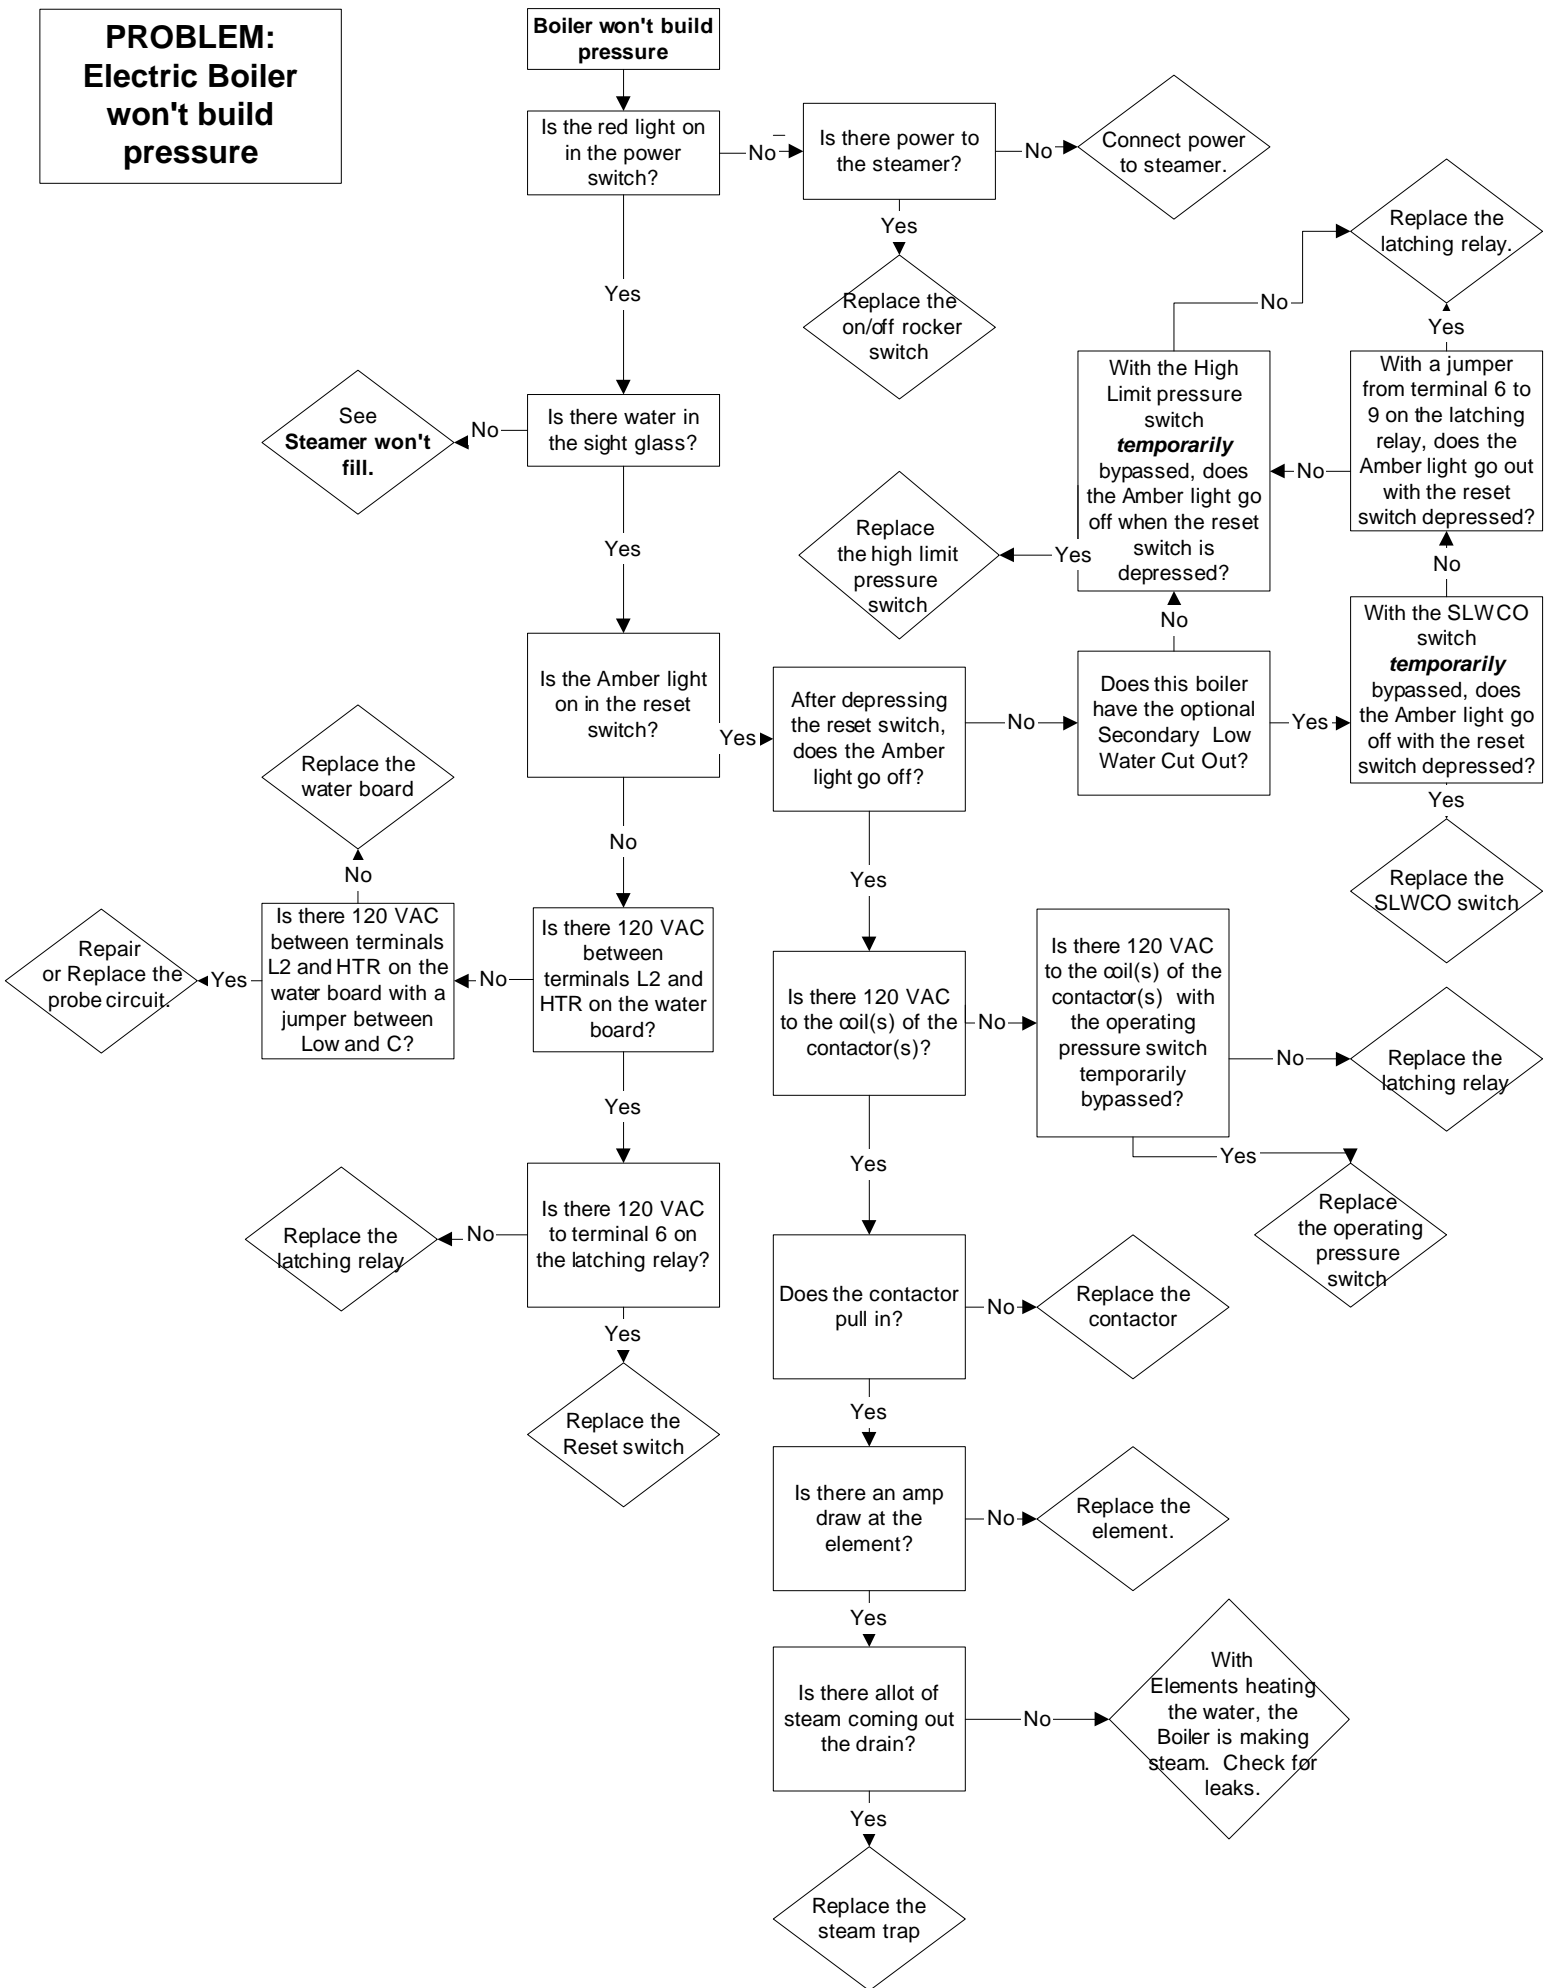 PROBLEM:
Electric Boiler
won't build
pressure
Boiler won't build
pressure
Is the red light on
in the power
switch?
No
Is there power to
the steamer?
No
Connect power
to steamer.
Yes
Replace the
on/off rocker
switch
Yes
Is there water in
the sight glass?
No
See
Steamer won't
fill.
Yes
Is the Amber light
on in the reset
switch?
Yes
After depressing
the reset switch,
does the Amber
light go off?
No
Does this boiler
have the optional
Secondary Low
Water Cut Out?
Yes
With the SLWCO
switch
temporarily
bypassed, does
the Amber light go
off with the reset
switch depressed?
Yes
Replace the
SLWCO switch
No
With a jumper
from terminal 6 to
9 on the latching
relay, does the
Amber light go out
with the reset
switch depressed?
Yes
Replace the
latching relay.
No
No
With the High
Limit pressure
switch
temporarily
bypassed, does
the Amber light go
off when the reset
switch is
depressed?
No
Yes
Replace
the high limit
pressure
switch
No
Is there 120 VAC
between
terminals L2 and
HTR on the water
board?
No
Is there 120 VAC
between terminals
L2 and HTR on the
water board with a
jumper between
Low and C?
No
Replace the
water board
Yes
Repair
or Replace the
probe circuit.
Yes
Is there 120 VAC
to terminal 6 on
the latching relay?
No
Replace the
latching relay
Yes
Replace the
Reset switch
Yes
Is there 120 VAC
to the coil(s) of the
contactor(s)?
No
Is there 120 VAC
to the coil(s) of the
contactor(s) with
the operating
pressure switch
temporarily
bypassed?
No
Replace the
latching relay
Yes
Replace
the operating
pressure
switch
Yes
Does the contactor
pull in?
No
Replace the
contactor
Yes
Is there an amp
draw at the
element?
No
Replace the
element.
Yes
Is there allot of
steam coming out
the drain?
No
With
Elements heating
the water, the
Boiler is making
steam. Check for
leaks.
Yes
Replace the
steam trap